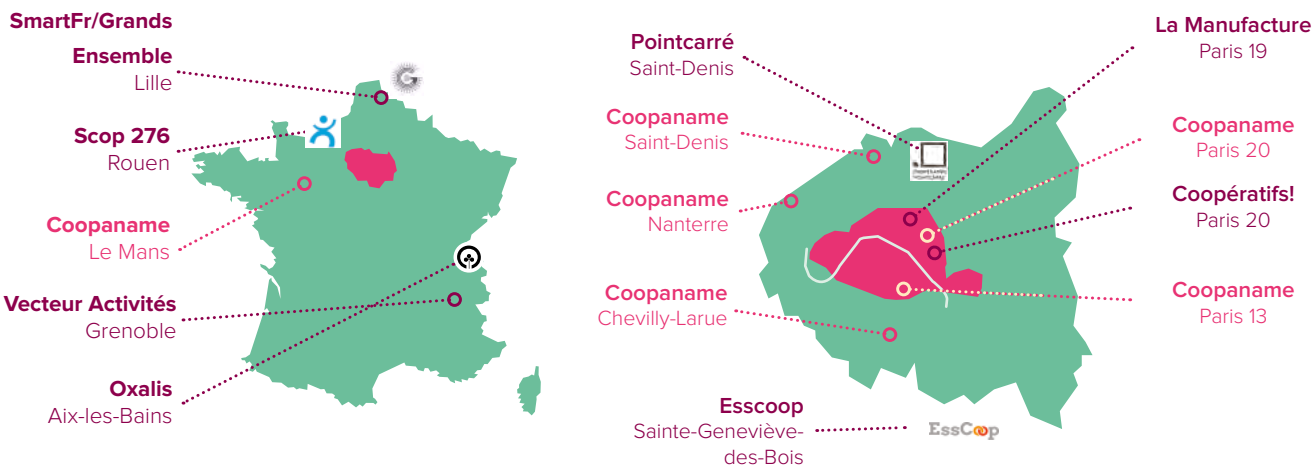 SmartFr/Grands
Ensemble
Lille
Scop 276
Rouen
Coopaname
Le Mans
Vecteur Activités
Grenoble
Oxalis
Aix-les-Bains
Pointcarré
Saint-Denis
Coopaname
Saint-Denis
Coopaname
Nanterre
Coopaname
Chevilly-Larue
Esscoop
Sainte-Geneviève-
des-Bois
EssCoop
La Manufacture
Paris 19
Coopaname
Paris 20
Coopératifs!
Paris 20
Coopaname
Paris 13